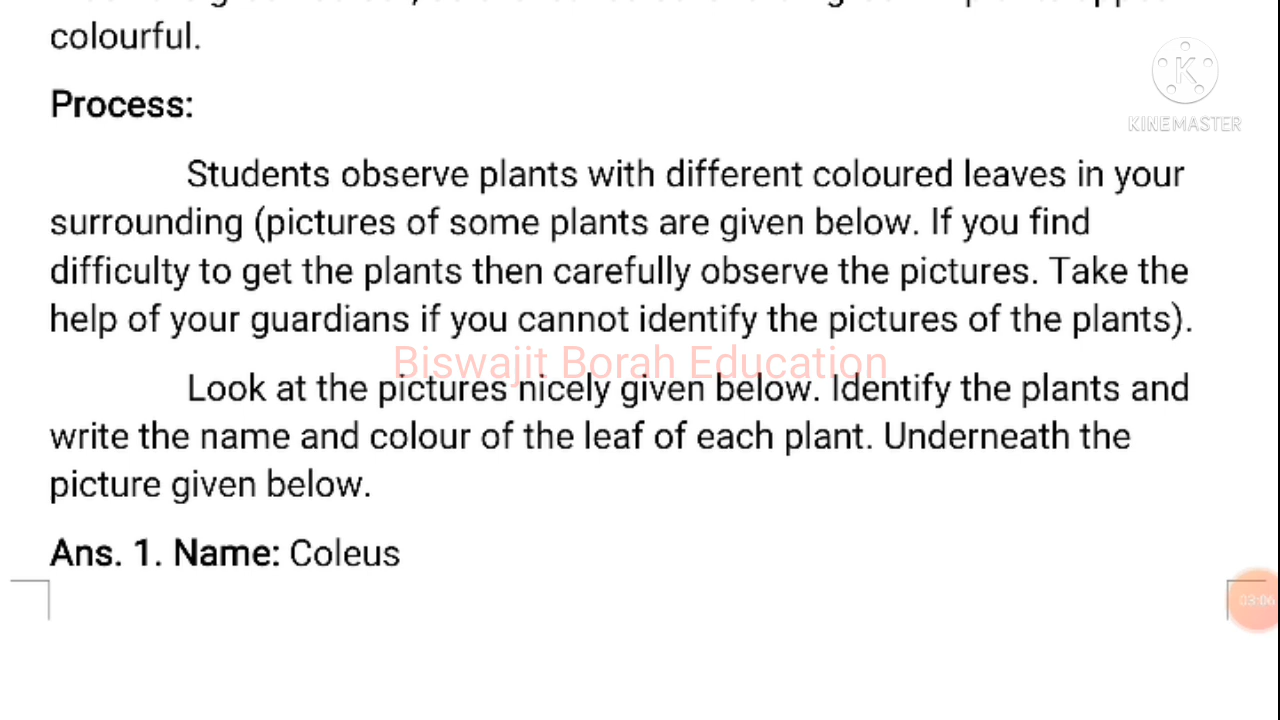 colourful.
Process:
Students observe plants with different coloured leaves in your
surrounding (pictures of some plants are given below. If you find
difficulty to get the plants then carefully observe the pictures. Take the
help of your guardians if you cannot identify the pictures of the plants).
Biswajit Borah Education
Look at the pictures nicely given below. Identify the plants and
write the name and colour of the leaf of each plant. Underneath the
picture given below.
Ans. 1. Name: Coleus
K
KINEMASTER
03:06